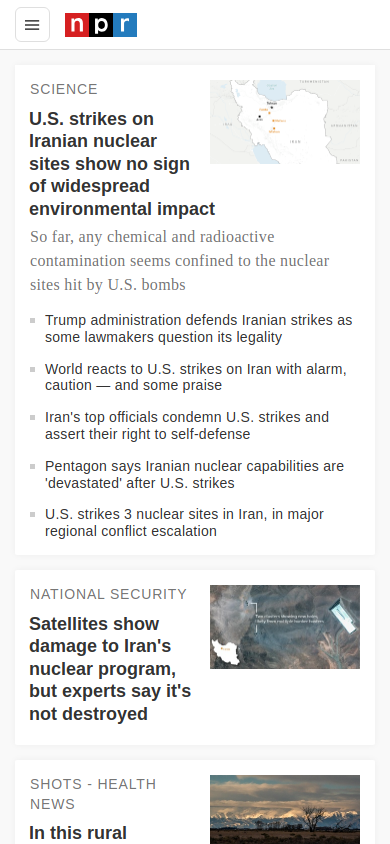 npr
SCIENCE
U.S. strikes on
Iranian nuclear
sites show no sign
of widespread
environmental impact
So far, any chemical and radioactive
contamination seems confined to the nuclear
sites hit by U.S. bombs
Trump administration defends Iranian strikes as
some lawmakers question its legality
World reacts to U.S. strikes on Iran with alarm,
caution — and some praise
Iran's top officials condemn U.S. strikes and
assert their right to self-defense
Pentagon says Iranian nuclear capabilities are
'devastated' after U.S. strikes
U.S. strikes 3 nuclear sites in Iran, in major
regional conflict escalation
NATIONAL SECURITY
Satellites show
damage to Iran's
nuclear program,
but experts say it's
not destroyed
SHOTS - HEALTH
NEWS
In this rural